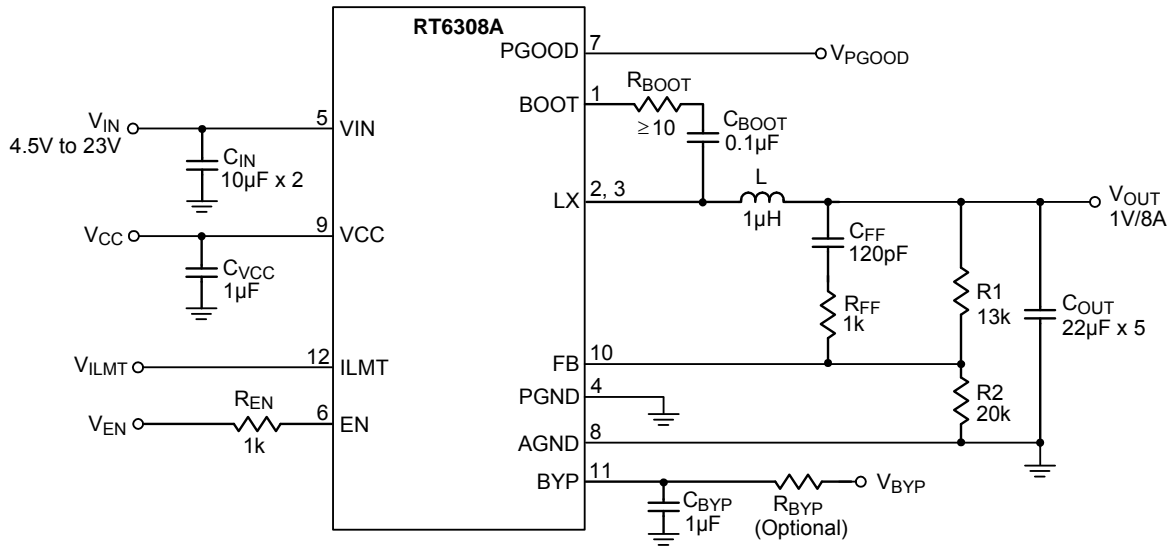 RT6308A
PGOOD 7 VPGOOD
RBOOT
BOOT 1
≥ 10
CBOOT
0.1µF
VIN
4.5V to 23V
5 VIN
CIN
10µF x 2
LX 2, 3
L
1µH
VOUT
1V/8A
VCC 9 VCC
CVCC
1µF
CFF
120pF
RFF
1k
R1
13k
COUT
22µF x 5
VILMT 12 ILMT
FB 10
PGND 4
R2
20k
VEN
REN
1k
6 EN
AGND 8
BYP 11
CBYP
1µF
RBYP
(Optional)
VBYP